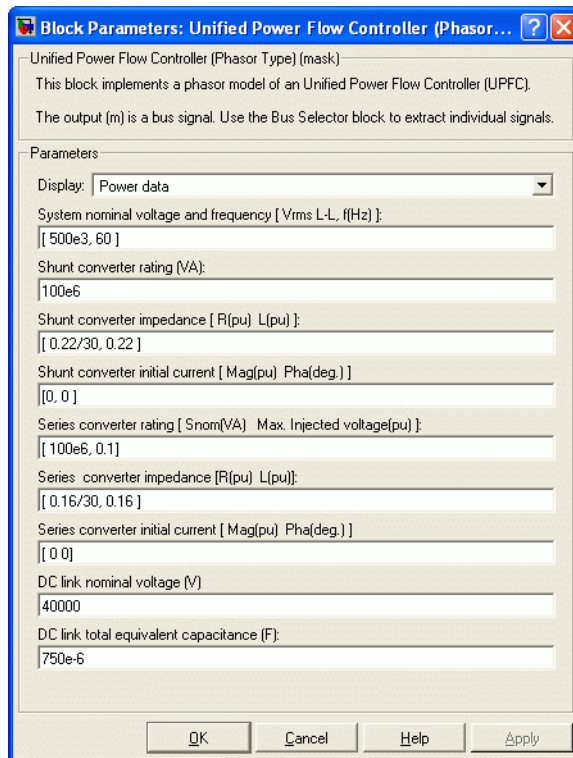 Block Parameters: Unified Power Flow Controller (Phasor...
Unified Power Flow Controller (Phasor Type) (mask)
This block implements a phasor model of an Unified Power Flow Controller (UPFC).
The output (m) is a bus signal. Use the Bus Selector block to extract individual signals.
Parameters
Display: Power data
System nominal voltage and frequency [ Vrms L-L, f(Hz) ]:
[ 500e3, 60 ]
Shunt converter rating (VA):
100e6
Shunt converter impedance [ R(pu) L(pu) ]:
[ 0.22/30, 0.22 ]
Shunt converter initial current [ Mag(pu) Pha(deg.) ]
[0, 0 ]
Series converter rating [ Snom(VA) Max. Injected voltage(pu) ]:
[ 100e6, 0.1]
Series converter impedance [R(pu) L(pu)]:
[ 0.16/30, 0.16 ]
Series converter initial current [ Mag(pu) Pha(deg.) ]
[ 0 0]
DC link nominal voltage (V)
40000
DC link total equivalent capacitance (F):
750e-6
OK Cancel Help Apply